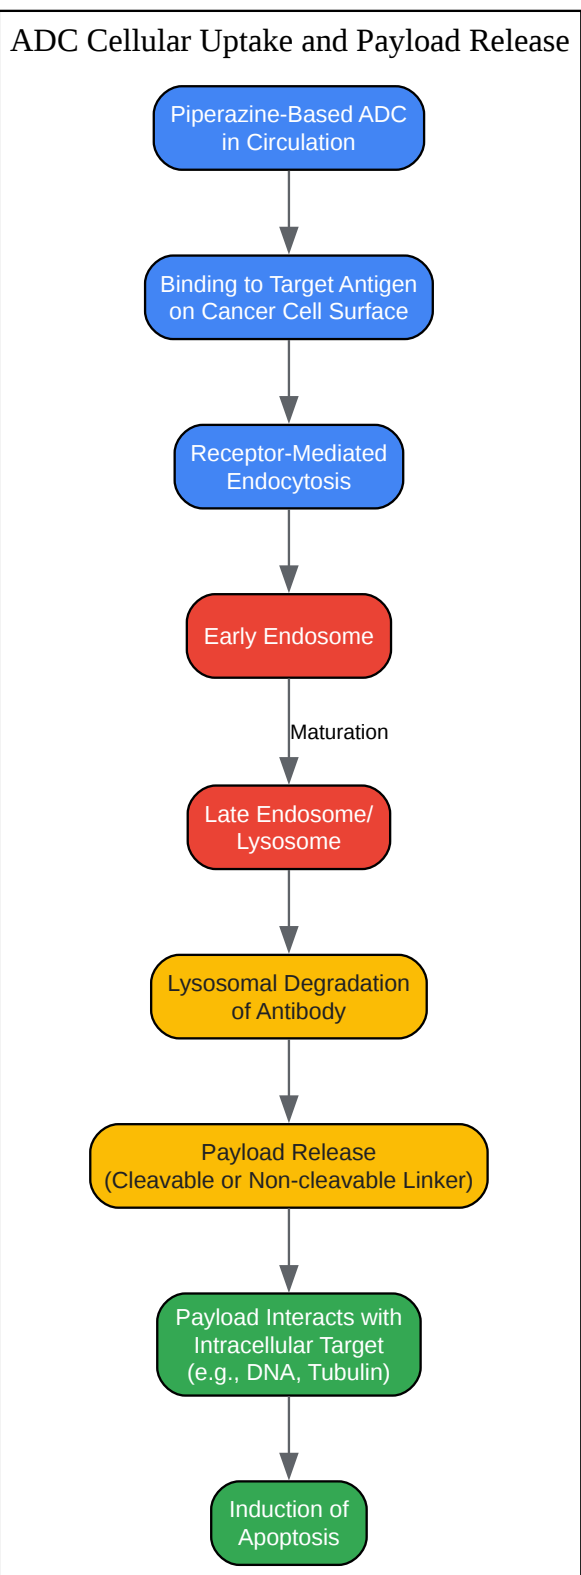 ADC Cellular Uptake and Payload Release
Piperazine-Based ADC
in Circulation
Binding to Target Antigen
on Cancer Cell Surface
Receptor-Mediated
Endocytosis
Early Endosome
Maturation
Late Endosome/
Lysosome
Lysosomal Degradation
of Antibody
Payload Release
(Cleavable or Non-cleavable Linker)
Payload Interacts with
Intracellular Target
(e.g., DNA, Tubulin)
Induction of
Apoptosis